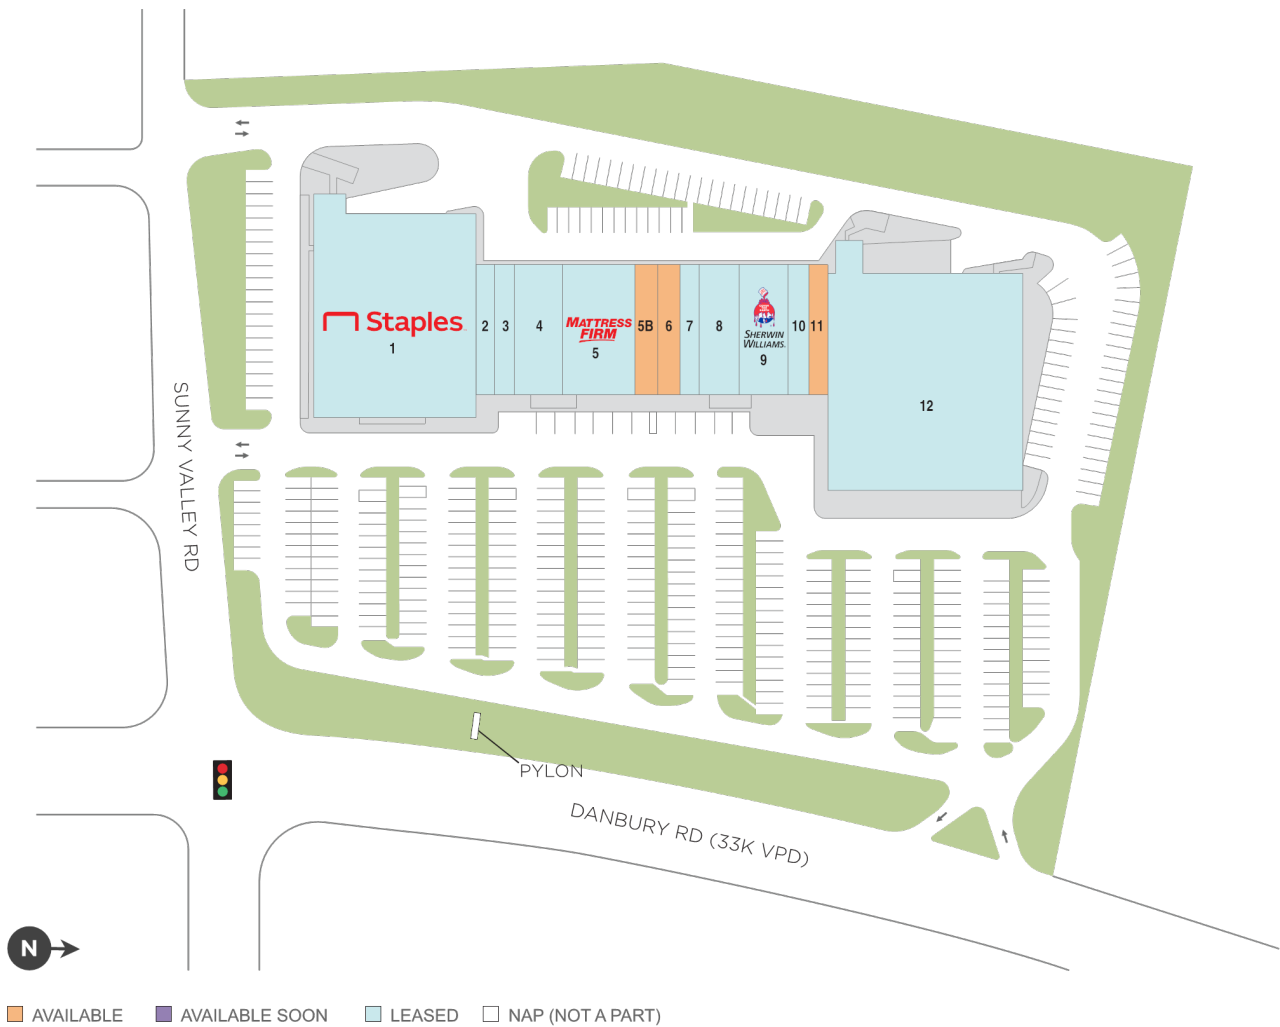 Staples
1
2
3
4
MATTRESS
FIRM
5
5B
6
7
8
SHERWIN
WILLIAMS.
9
10
11
12
SUNNY VALLEY RD
PYLON
DANBURY RD (33K VPD)
N
AVAILABLE
AVAILABLE SOON
LEASED
NAP (NOT A PART)